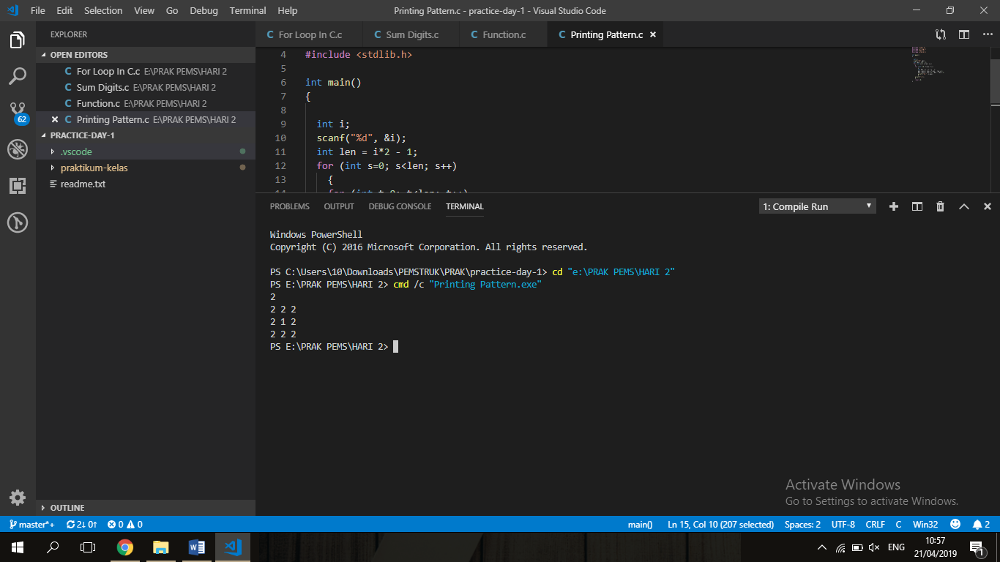 File Edit Selection View Go Debug Terminal Help
Printing Pattern.c - practice-day-1 - Visual Studio Code
EXPLORER
OPEN EDITORS
C For Loop In C.c E:\PRAK PEMS\HARI 2
C Sum Digits.c E:\PRAK PEMS\HARI 2
C Function.c E:\PRAK PEMS\HARI 2
C Printing Pattern.c E:\PRAK PEMS\HARI 2
PRACTICE-DAY-1
.vscode
praktikum-kelas
readme.txt
OUTLINE
62
C For Loop In C.c C Sum Digits.c C Function.c C Printing Pattern.c
4 #include <stdlib.h>
5
6 int main()
7 {
8
9 int i;
10 scanf("%d", &i);
11 int len = i*2 - 1;
12 for (int s=0; s<len; s++)
13 {
14 for (int t=0; t<len; t++)
PROBLEMS OUTPUT DEBUG CONSOLE TERMINAL
1: Compile Run
Windows PowerShell
Copyright (C) 2016 Microsoft Corporation. All rights reserved.
PS C:\Users\10\Downloads\PEMSTRUK\PRAK\practice-day-1> cd "e:\PRAK PEMS\HARI 2"
PS E:\PRAK PEMS\HARI 2> cmd /c "Printing Pattern.exe"
2
2 2 2
2 1 2
2 2 2
PS E:\PRAK PEMS\HARI 2>
Activate Windows
Go to Settings to activate Windows.
master*+ 2↓ 0↑ 0 0
main() Ln 15, Col 10 (207 selected) Spaces: 2 UTF-8 CRLF C Win32 2
ENG
10:57
21/04/2019
1